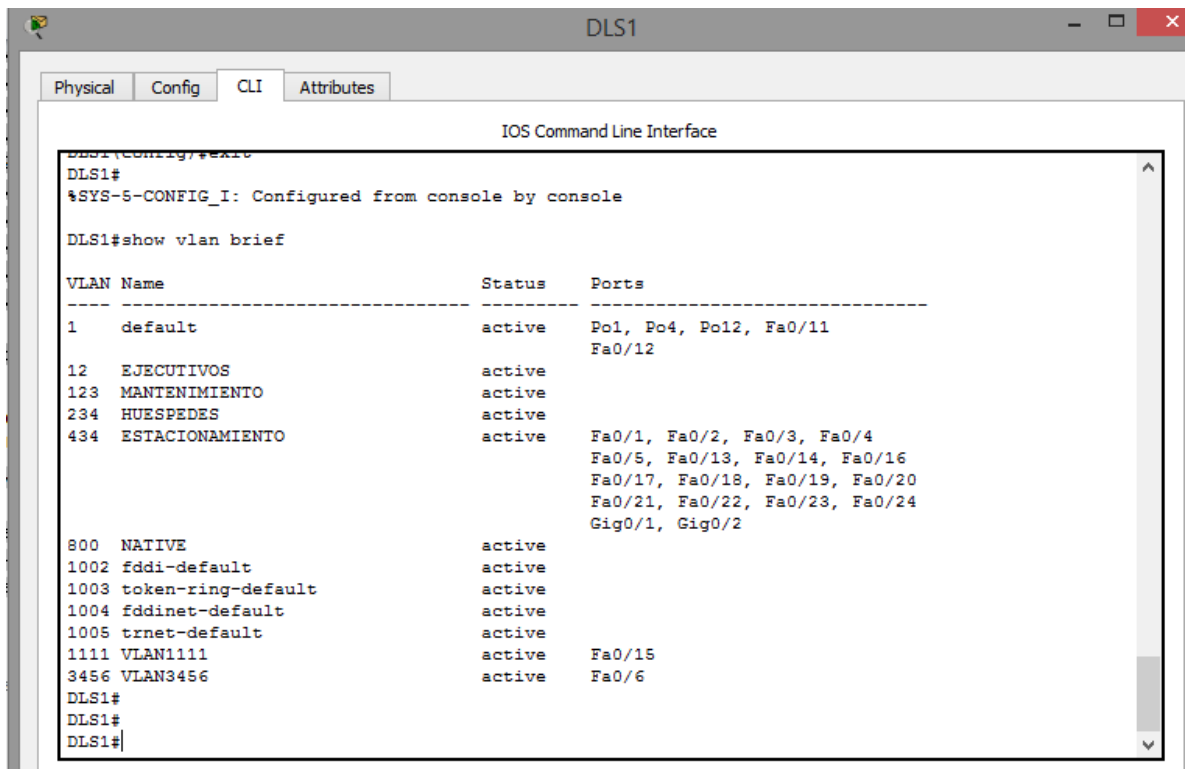 DLS1
Physical Config CLI Attributes
IOS Command Line Interface
DLS1(config)#exit
DLS1#
%SYS-5-CONFIG_I: Configured from console by console
DLS1#show vlan brief
VLAN Name                             Status    Ports
---- -------------------------------- --------- -------------------------------
1    default                          active    Po1, Po4, Po12, Fa0/11
                                                Fa0/12
12   EJECUTIVOS                       active
123  MANTENIMIENTO                    active
234  HUESPEDES                        active
434  ESTACIONAMIENTO                  active    Fa0/1, Fa0/2, Fa0/3, Fa0/4
                                                Fa0/5, Fa0/13, Fa0/14, Fa0/16
                                                Fa0/17, Fa0/18, Fa0/19, Fa0/20
                                                Fa0/21, Fa0/22, Fa0/23, Fa0/24
                                                Gig0/1, Gig0/2
800  NATIVE                           active
1002 fddi-default                     active
1003 token-ring-default               active
1004 fddinet-default                  active
1005 trnet-default                    active
1111 VLAN1111                         active    Fa0/15
3456 VLAN3456                         active    Fa0/6
DLS1#
DLS1#
DLS1#